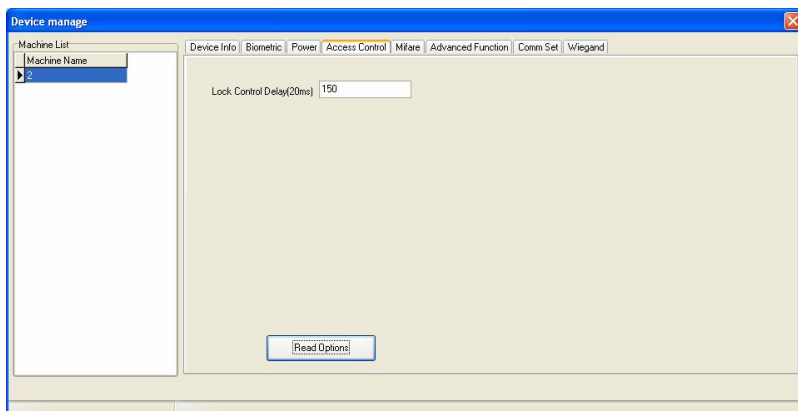 Device manage
Machine List
Machine Name
2
Device Info Biometric Power Access Control Mifare Advanced Function Comm Set Wiegand
Lock Control Delay(20ms) 150
Read Options